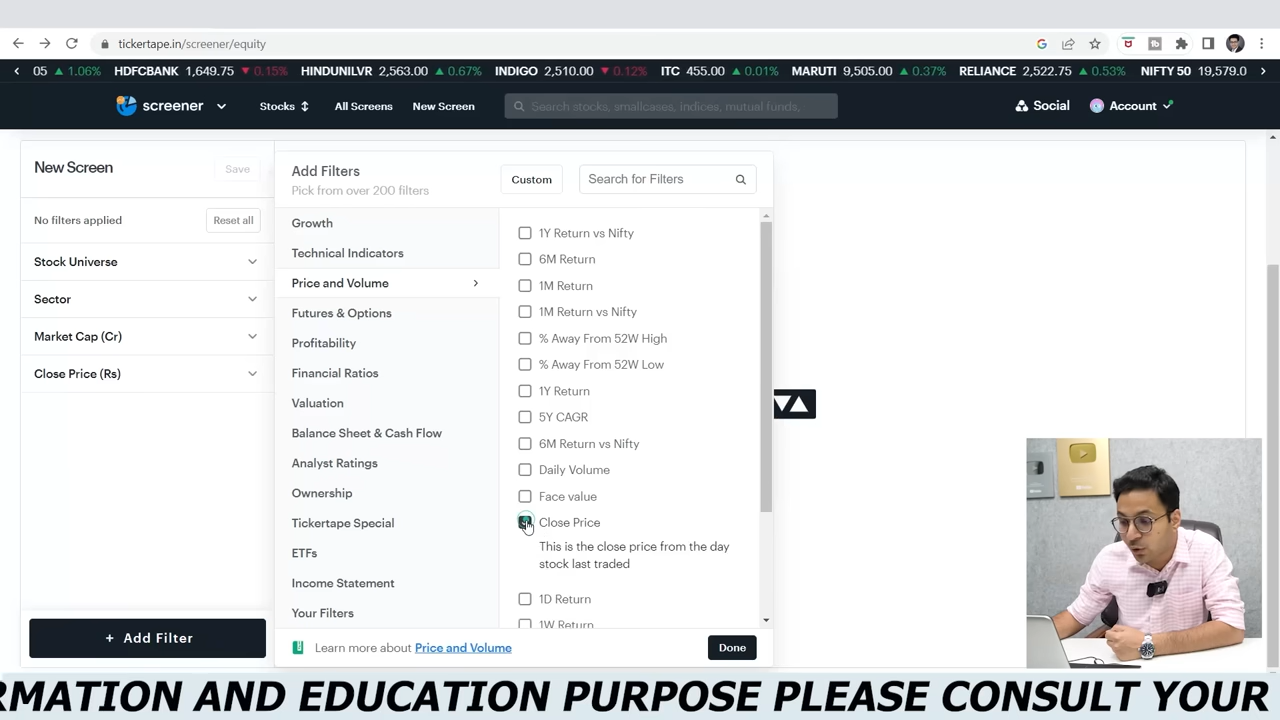 tickertape.in/screener/equity
05 ▲ 1.06% HDFCBANK 1,649.75 ▼ 0.15% HINDUNILVR 2,563.00 ▲ 0.67% INDIGO 2,510.00 ▼ 0.12% ITC 455.00 ▲ 0.01% MARUTI 9,505.00 ▲ 0.37% RELIANCE 2,522.75 ▲ 0.53% NIFTY 50 19,579.0
screener Stocks All Screens New Screen Search stocks, smallcases, indices, mutual funds, Social Account
New Screen Save
No filters applied Reset all
Stock Universe
Sector
Market Cap (Cr)
Close Price (Rs)
+ Add Filter
Add Filters
Pick from over 200 filters
Custom
Search for Filters
Growth
Technical Indicators
Price and Volume
Futures & Options
Profitability
Financial Ratios
Valuation
Balance Sheet & Cash Flow
Analyst Ratings
Ownership
Tickertape Special
ETFs
Income Statement
Your Filters
1Y Return vs Nifty
6M Return
1M Return
1M Return vs Nifty
% Away From 52W High
% Away From 52W Low
1Y Return
5Y CAGR
6M Return vs Nifty
Daily Volume
Face value
Close Price
This is the close price from the day
stock last traded
1D Return
1W Return
Learn more about Price and Volume
Done
RMATION AND EDUCATION PURPOSE PLEASE CONSULT YOUR